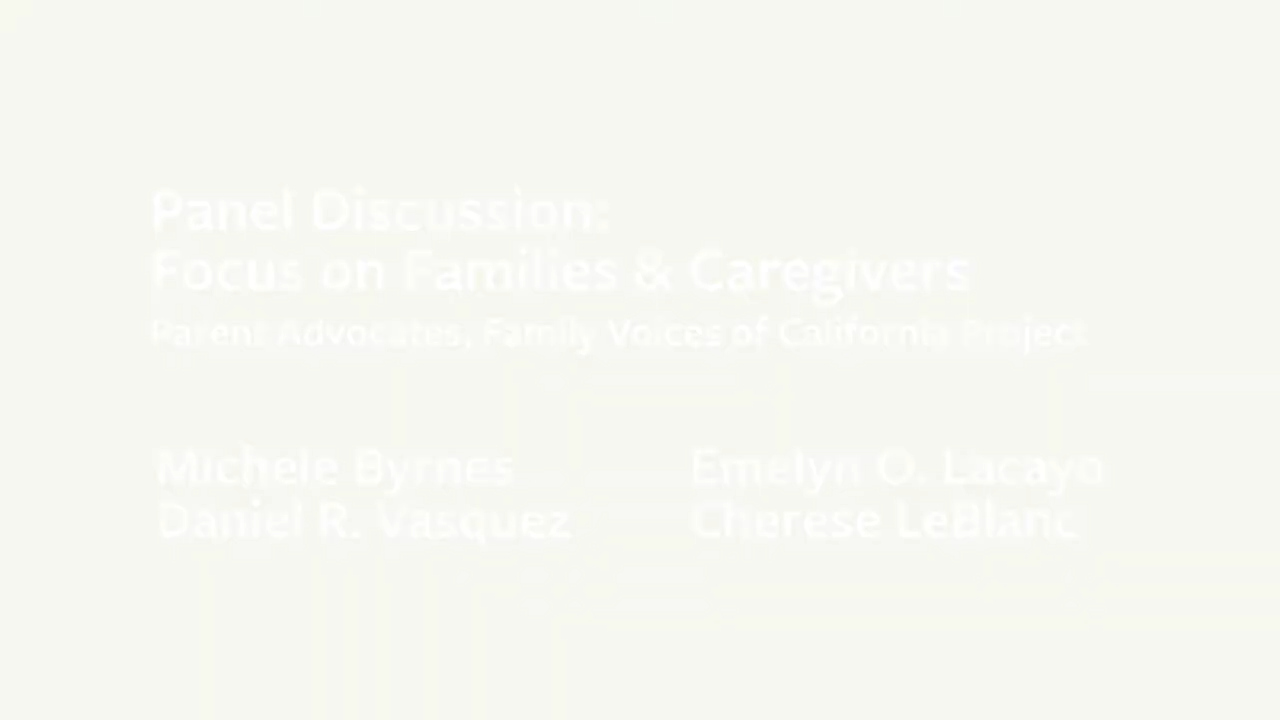 Panel Discussion:
Focus on Families & Caregivers
Parent Advocates, Family Voices of California Project
Michele Byrnes
Daniel R. Vasquez
Emelyn O. Lacayo
Cherese LeBlanc